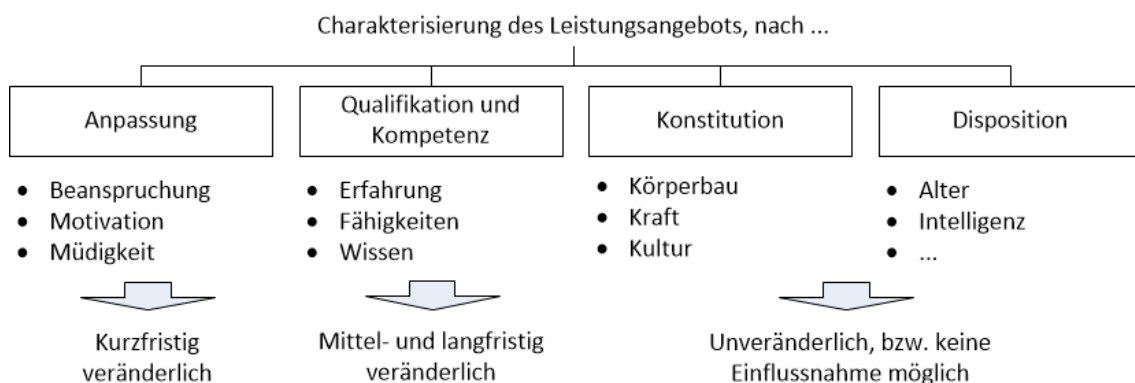 Charakterisierung des Leistungsangebots, nach ...
Anpassung
Qualifikation und
Kompetenz
Konstitution
Disposition
• Beanspruchung
• Motivation
• Müdigkeit
• Erfahrung
• Fähigkeiten
• Wissen
• Körperbau
• Kraft
• Kultur
• Alter
• Intelligenz
• ...
Kurzfristig
veränderlich
Mittel- und langfristig
veränderlich
Unveränderlich, bzw. keine
Einflussnahme möglich